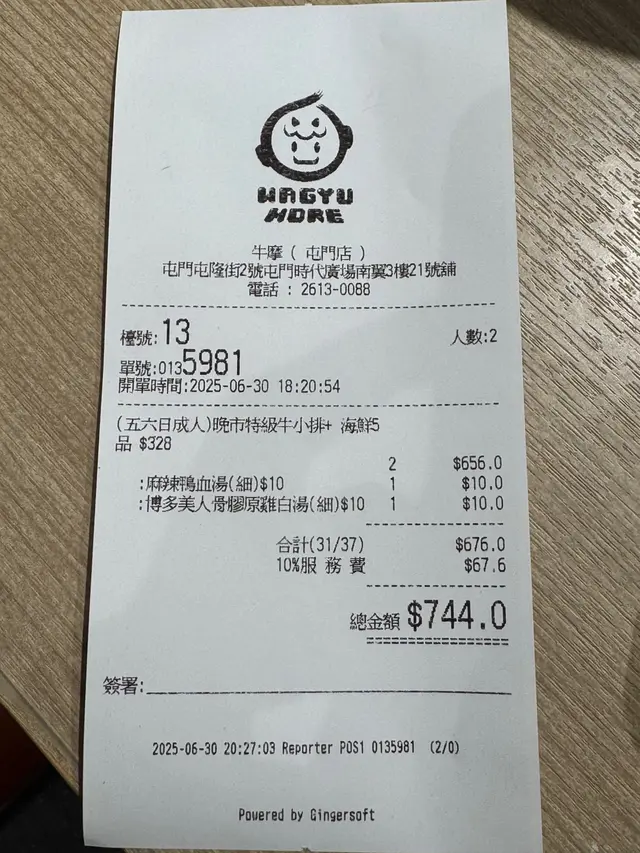 WAGYU
MORE
牛摩 ( 屯門店 )
屯門屯隆街2號屯門時代廣場南翼3樓21號舖
電話 : 2613-0088
檯號:13 人數:2
單號:0135981
開單時間:2025-06-30 18:20:54
(五六日成人)晚市特級牛小排+ 海鮮5
品 $328
2 $656.0
:麻辣鴨血湯(細)$10 1 $10.0
:博多美人骨膠原雞白湯(細)$10 1 $10.0
合計(31/37) $676.0
10%服 務 費 $67.6
總金額 $744.0
簽署:
2025-06-30 20:27:03 Reporter POS1 0135981 (2/0)
Powered by Gingersoft